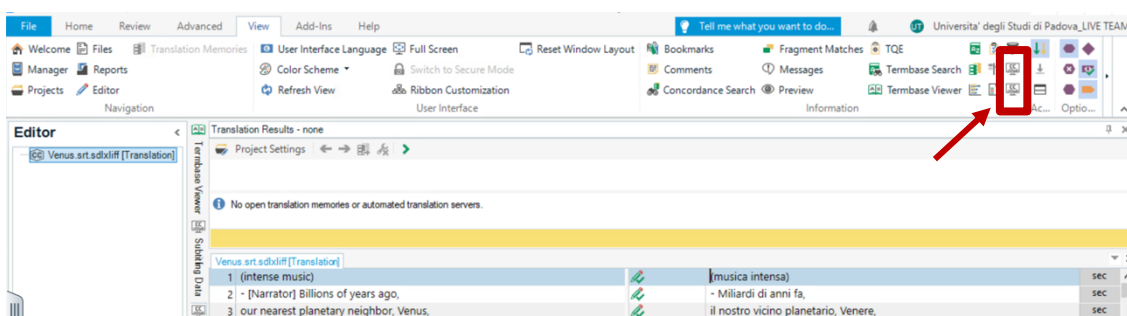 File Home Review Advanced View Add-Ins Help Tell me what you want to do... Universita' degli Studi di Padova_LIVE TEAM
Welcome Files Translation Memories User Interface Language Full Screen Reset Window Layout Bookmarks Fragment Matches TQE
Manager Reports Color Scheme Switch to Secure Mode Comments Messages Termbase Search
Projects Editor Refresh View Ribbon Customization Concordance Search Preview Termbase Viewer
Navigation User Interface Information Ac... Optio...
Editor Translation Results - none
Venus.srt.sdlxliff [Translation] Project Settings
Termbase Viewer
No open translation memories or automated translation servers.
Subtitling Data
Venus.srt.sdlxliff [Translation]
1 (intense music) (musica intensa) sec
2 - [Narrator] Billions of years ago, - Miliardi di anni fa, sec
3 our nearest planetary neighbor, Venus, il nostro vicino planetario, Venere, sec